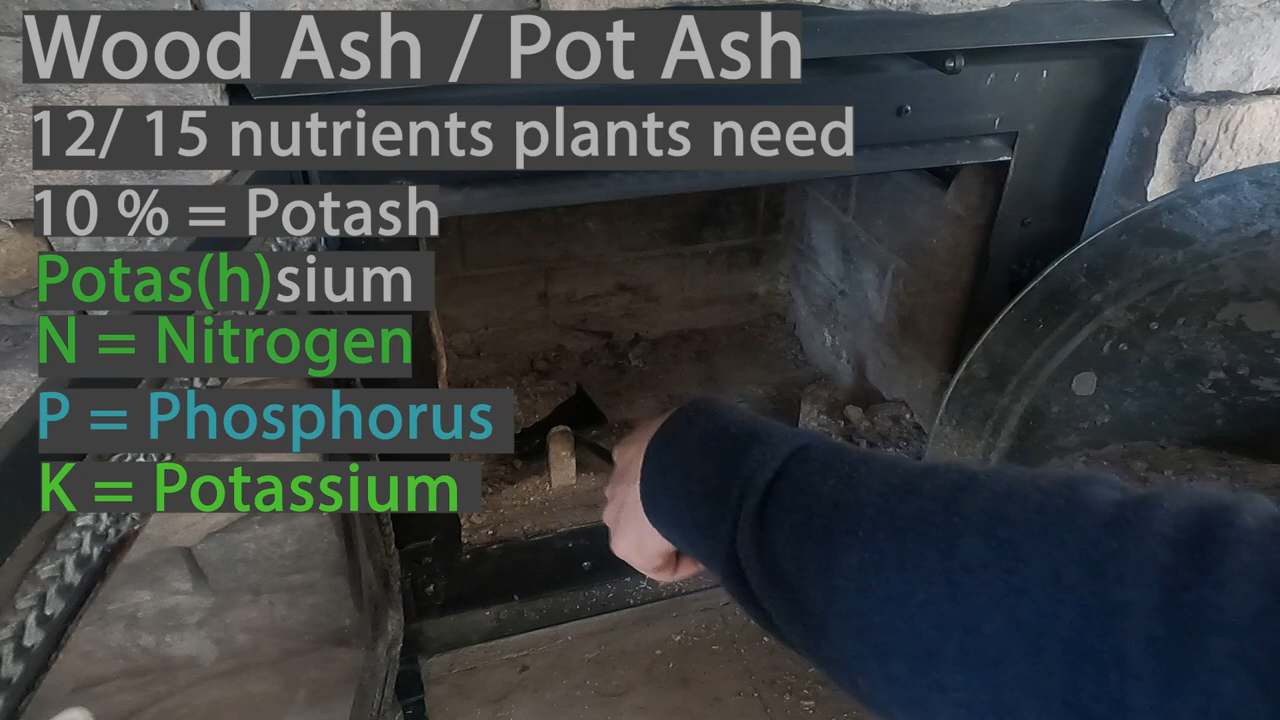 Wood Ash / Pot Ash
12/ 15 nutrients plants need
10 % = Potash
Potas(h)sium
N = Nitrogen
P = Phosphorus
K = Potassium